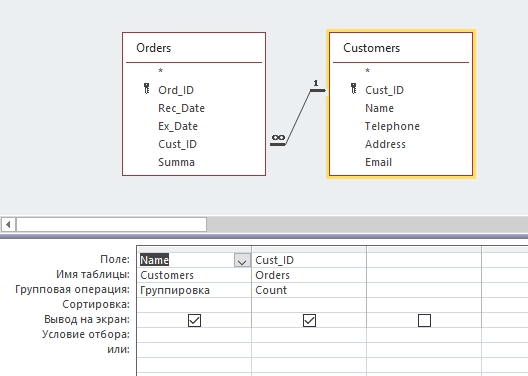 Orders
*
Ord_ID
Rec_Date
Ex_Date
Cust_ID
Summa
∞
1
Customers
*
Cust_ID
Name
Telephone
Address
Email
Поле: Name Cust_ID
Имя таблицы: Customers Orders
Групповая операция: Группировка Count
Сортировка:
Вывод на экран:
Условие отбора:
или: